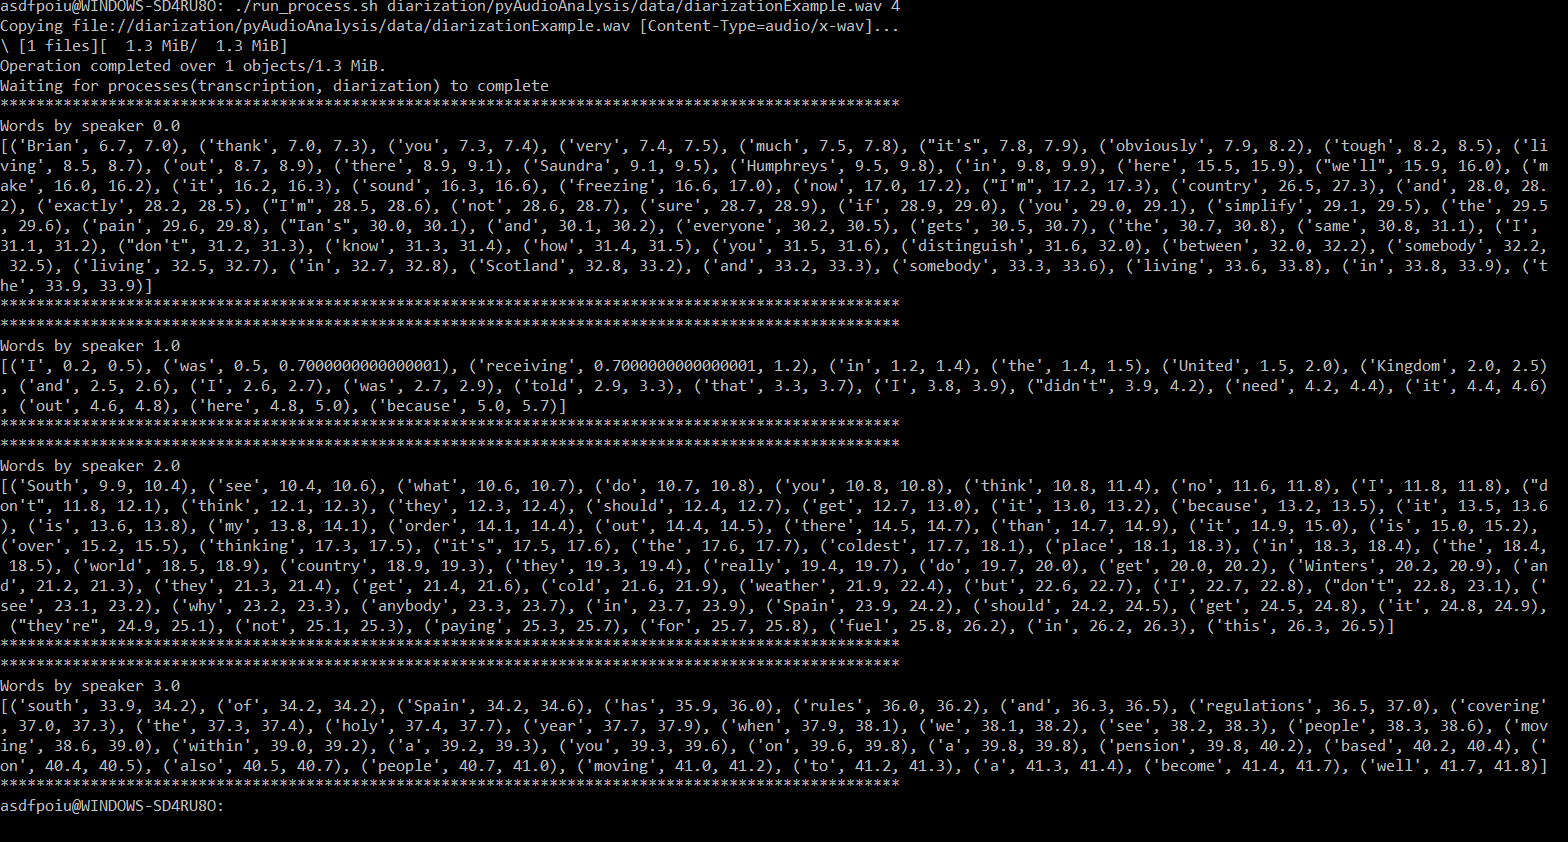 asdfpoiu@WINDOWS-SD4RU8O: ./run_process.sh diarization/pyAudioAnalysis/data/diarizationExample.wav 4
Copying file://diarization/pyAudioAnalysis/data/diarizationExample.wav [Content-Type=audio/x-wav]...
\ [1 files][  1.3 MiB/  1.3 MiB]
Operation completed over 1 objects/1.3 MiB.
Waiting for processes(transcription, diarization) to complete
****************************************************************************************************
Words by speaker 0.0
[('Brian', 6.7, 7.0), ('thank', 7.0, 7.3), ('you', 7.3, 7.4), ('very', 7.4, 7.5), ('much', 7.5, 7.8), ("it's", 7.8, 7.9), ('obviously', 7.9, 8.2), ('tough', 8.2, 8.5), ('li
ving', 8.5, 8.7), ('out', 8.7, 8.9), ('there', 8.9, 9.1), ('Saundra', 9.1, 9.5), ('Humphreys', 9.5, 9.8), ('in', 9.8, 9.9), ('here', 15.5, 15.9), ("we'll", 15.9, 16.0), ('m
ake', 16.0, 16.2), ('it', 16.2, 16.3), ('sound', 16.3, 16.6), ('freezing', 16.6, 17.0), ('now', 17.0, 17.2), ("I'm", 17.2, 17.3), ('country', 26.5, 27.3), ('and', 28.0, 28.
2), ('exactly', 28.2, 28.5), ("I'm", 28.5, 28.6), ('not', 28.6, 28.7), ('sure', 28.7, 28.9), ('if', 28.9, 29.0), ('you', 29.0, 29.1), ('simplify', 29.1, 29.5), ('the', 29.5
, 29.6), ('pain', 29.6, 29.8), ("Ian's", 30.0, 30.1), ('and', 30.1, 30.2), ('everyone', 30.2, 30.5), ('gets', 30.5, 30.7), ('the', 30.7, 30.8), ('same', 30.8, 31.1), ('I',
31.1, 31.2), ("don't", 31.2, 31.3), ('know', 31.3, 31.4), ('how', 31.4, 31.5), ('you', 31.5, 31.6), ('distinguish', 31.6, 32.0), ('between', 32.0, 32.2), ('somebody', 32.2,
 32.5), ('living', 32.5, 32.7), ('in', 32.7, 32.8), ('Scotland', 32.8, 33.2), ('and', 33.2, 33.3), ('somebody', 33.3, 33.6), ('living', 33.6, 33.8), ('in', 33.8, 33.9), ('t
he', 33.9, 33.9)]
****************************************************************************************************
****************************************************************************************************
Words by speaker 1.0
[('I', 0.2, 0.5), ('was', 0.5, 0.7000000000000001), ('receiving', 0.7000000000000001, 1.2), ('in', 1.2, 1.4), ('the', 1.4, 1.5), ('United', 1.5, 2.0), ('Kingdom', 2.0, 2.5)
, ('and', 2.5, 2.6), ('I', 2.6, 2.7), ('was', 2.7, 2.9), ('told', 2.9, 3.3), ('that', 3.3, 3.7), ('I', 3.8, 3.9), ("didn't", 3.9, 4.2), ('need', 4.2, 4.4), ('it', 4.4, 4.6)
, ('out', 4.6, 4.8), ('here', 4.8, 5.0), ('because', 5.0, 5.7)]
****************************************************************************************************
****************************************************************************************************
Words by speaker 2.0
[('South', 9.9, 10.4), ('see', 10.4, 10.6), ('what', 10.6, 10.7), ('do', 10.7, 10.8), ('you', 10.8, 10.8), ('think', 10.8, 11.4), ('no', 11.6, 11.8), ('I', 11.8, 11.8), ("d
on't", 11.8, 12.1), ('think', 12.1, 12.3), ('they', 12.3, 12.4), ('should', 12.4, 12.7), ('get', 12.7, 13.0), ('it', 13.0, 13.2), ('because', 13.2, 13.5), ('it', 13.5, 13.6
), ('is', 13.6, 13.8), ('my', 13.8, 14.1), ('order', 14.1, 14.4), ('out', 14.4, 14.5), ('there', 14.5, 14.7), ('than', 14.7, 14.9), ('it', 14.9, 15.0), ('is', 15.0, 15.2),
('over', 15.2, 15.5), ('thinking', 17.3, 17.5), ("it's", 17.5, 17.6), ('the', 17.6, 17.7), ('coldest', 17.7, 18.1), ('place', 18.1, 18.3), ('in', 18.3, 18.4), ('the', 18.4,
 18.5), ('world', 18.5, 18.9), ('country', 18.9, 19.3), ('they', 19.3, 19.4), ('really', 19.4, 19.7), ('do', 19.7, 20.0), ('get', 20.0, 20.2), ('Winters', 20.2, 20.9), ('an
d', 21.2, 21.3), ('they', 21.3, 21.4), ('get', 21.4, 21.6), ('cold', 21.6, 21.9), ('weather', 21.9, 22.4), ('but', 22.6, 22.7), ('I', 22.7, 22.8), ("don't", 22.8, 23.1), ('
see', 23.1, 23.2), ('why', 23.2, 23.3), ('anybody', 23.3, 23.7), ('in', 23.7, 23.9), ('Spain', 23.9, 24.2), ('should', 24.2, 24.5), ('get', 24.5, 24.8), ('it', 24.8, 24.9),
 ("they're", 24.9, 25.1), ('not', 25.1, 25.3), ('paying', 25.3, 25.7), ('for', 25.7, 25.8), ('fuel', 25.8, 26.2), ('in', 26.2, 26.3), ('this', 26.3, 26.5)]
****************************************************************************************************
****************************************************************************************************
Words by speaker 3.0
[('south', 33.9, 34.2), ('of', 34.2, 34.2), ('Spain', 34.2, 34.6), ('has', 35.9, 36.0), ('rules', 36.0, 36.2), ('and', 36.3, 36.5), ('regulations', 36.5, 37.0), ('covering'
, 37.0, 37.3), ('the', 37.3, 37.4), ('holy', 37.4, 37.7), ('year', 37.7, 37.9), ('when', 37.9, 38.1), ('we', 38.1, 38.2), ('see', 38.2, 38.3), ('people', 38.3, 38.6), ('mov
ing', 38.6, 39.0), ('within', 39.0, 39.2), ('a', 39.2, 39.3), ('you', 39.3, 39.6), ('on', 39.6, 39.8), ('a', 39.8, 39.8), ('pension', 39.8, 40.2), ('based', 40.2, 40.4), ('
on', 40.4, 40.5), ('also', 40.5, 40.7), ('people', 40.7, 41.0), ('moving', 41.0, 41.2), ('to', 41.2, 41.3), ('a', 41.3, 41.4), ('become', 41.4, 41.7), ('well', 41.7, 41.8)]
****************************************************************************************************
asdfpoiu@WINDOWS-SD4RU8O: